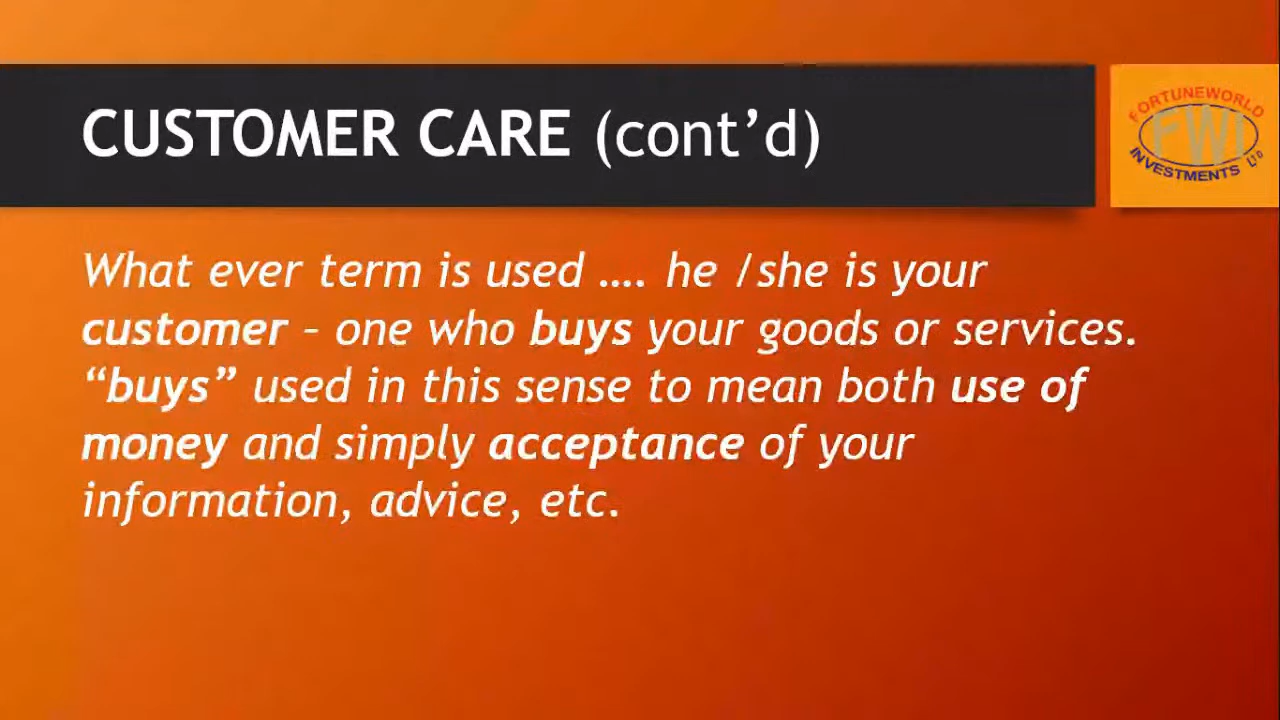 CUSTOMER CARE (cont’d)
FORTUNEWORLD
FWI
INVESTMENTS LTD
What ever term is used …. he /she is your
customer – one who buys your goods or services.
“buys” used in this sense to mean both use of
money and simply acceptance of your
information, advice, etc.